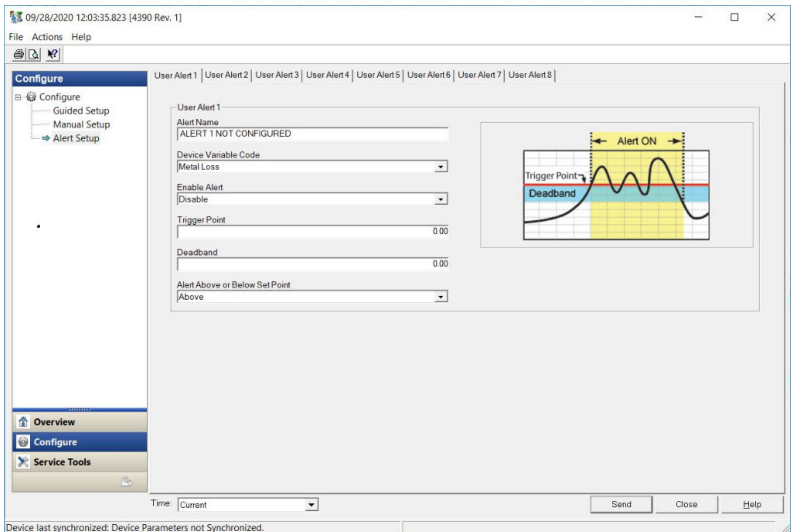 09/28/2020 12:03:35.823 [4390 Rev. 1]
File Actions Help
Configure
Configure
Guided Setup
Manual Setup
Alert Setup
Overview
Configure
Service Tools
User Alert 1 User Alert 2 User Alert 3 User Alert 4 User Alert 5 User Alert 6 User Alert 7 User Alert 8
User Alert 1
Alert Name
ALERT 1 NOT CONFIGURED
Device Variable Code
Metal Loss
Enable Alert
Disable
Trigger Point
0.00
Deadband
0.00
Alert Above or Below Set Point
Above
Alert ON
Trigger Point
Deadband
Time: Current
Send Close Help
Device last synchronized: Device Parameters not Synchronized.